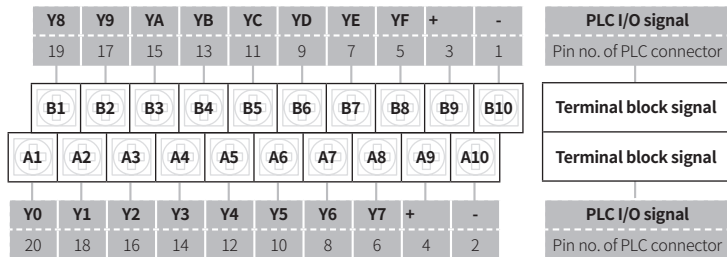 Y8 Y9 YA YB YC YD YE YF + - PLC I/O signal
19 17 15 13 11 9 7 5 3 1 Pin no. of PLC connector
B1 B2 B3 B4 B5 B6 B7 B8 B9 B10 Terminal block signal
A1 A2 A3 A4 A5 A6 A7 A8 A9 A10 Terminal block signal
Y0 Y1 Y2 Y3 Y4 Y5 Y6 Y7 + - PLC I/O signal
20 18 16 14 12 10 8 6 4 2 Pin no. of PLC connector